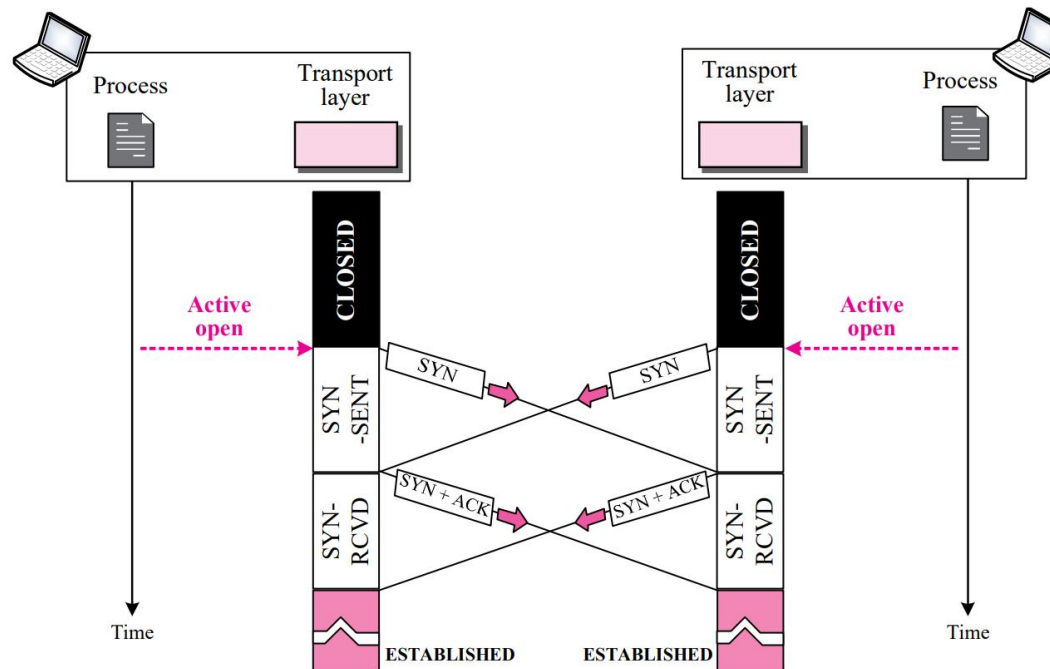 Process
Transport
layer
Transport
layer
Process
CLOSED
CLOSED
Active
open
Active
open
SYN
SYN
SYN
-SENT
SYN
-SENT
SYN + ACK
SYN + ACK
SYN-
RCVD
SYN-
RCVD
Time
ESTABLISHED
ESTABLISHED
Time